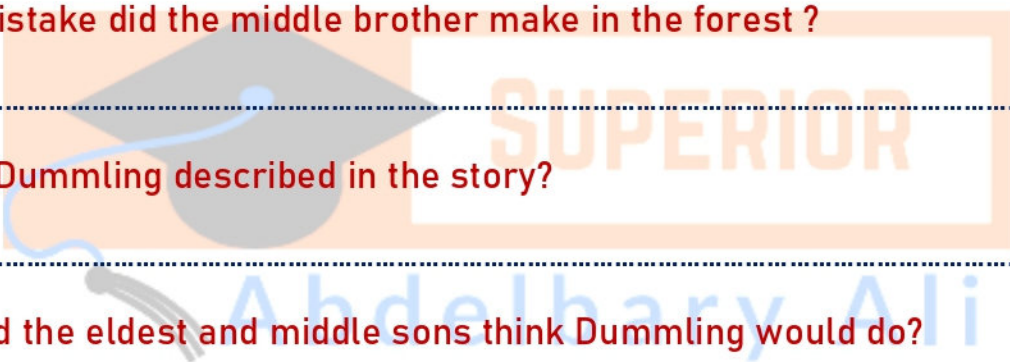 istake did the middle brother make in the forest ?
SUPERIOR
Dummling described in the story?
Abdelbary Ali
d the eldest and middle sons think Dummling would do?